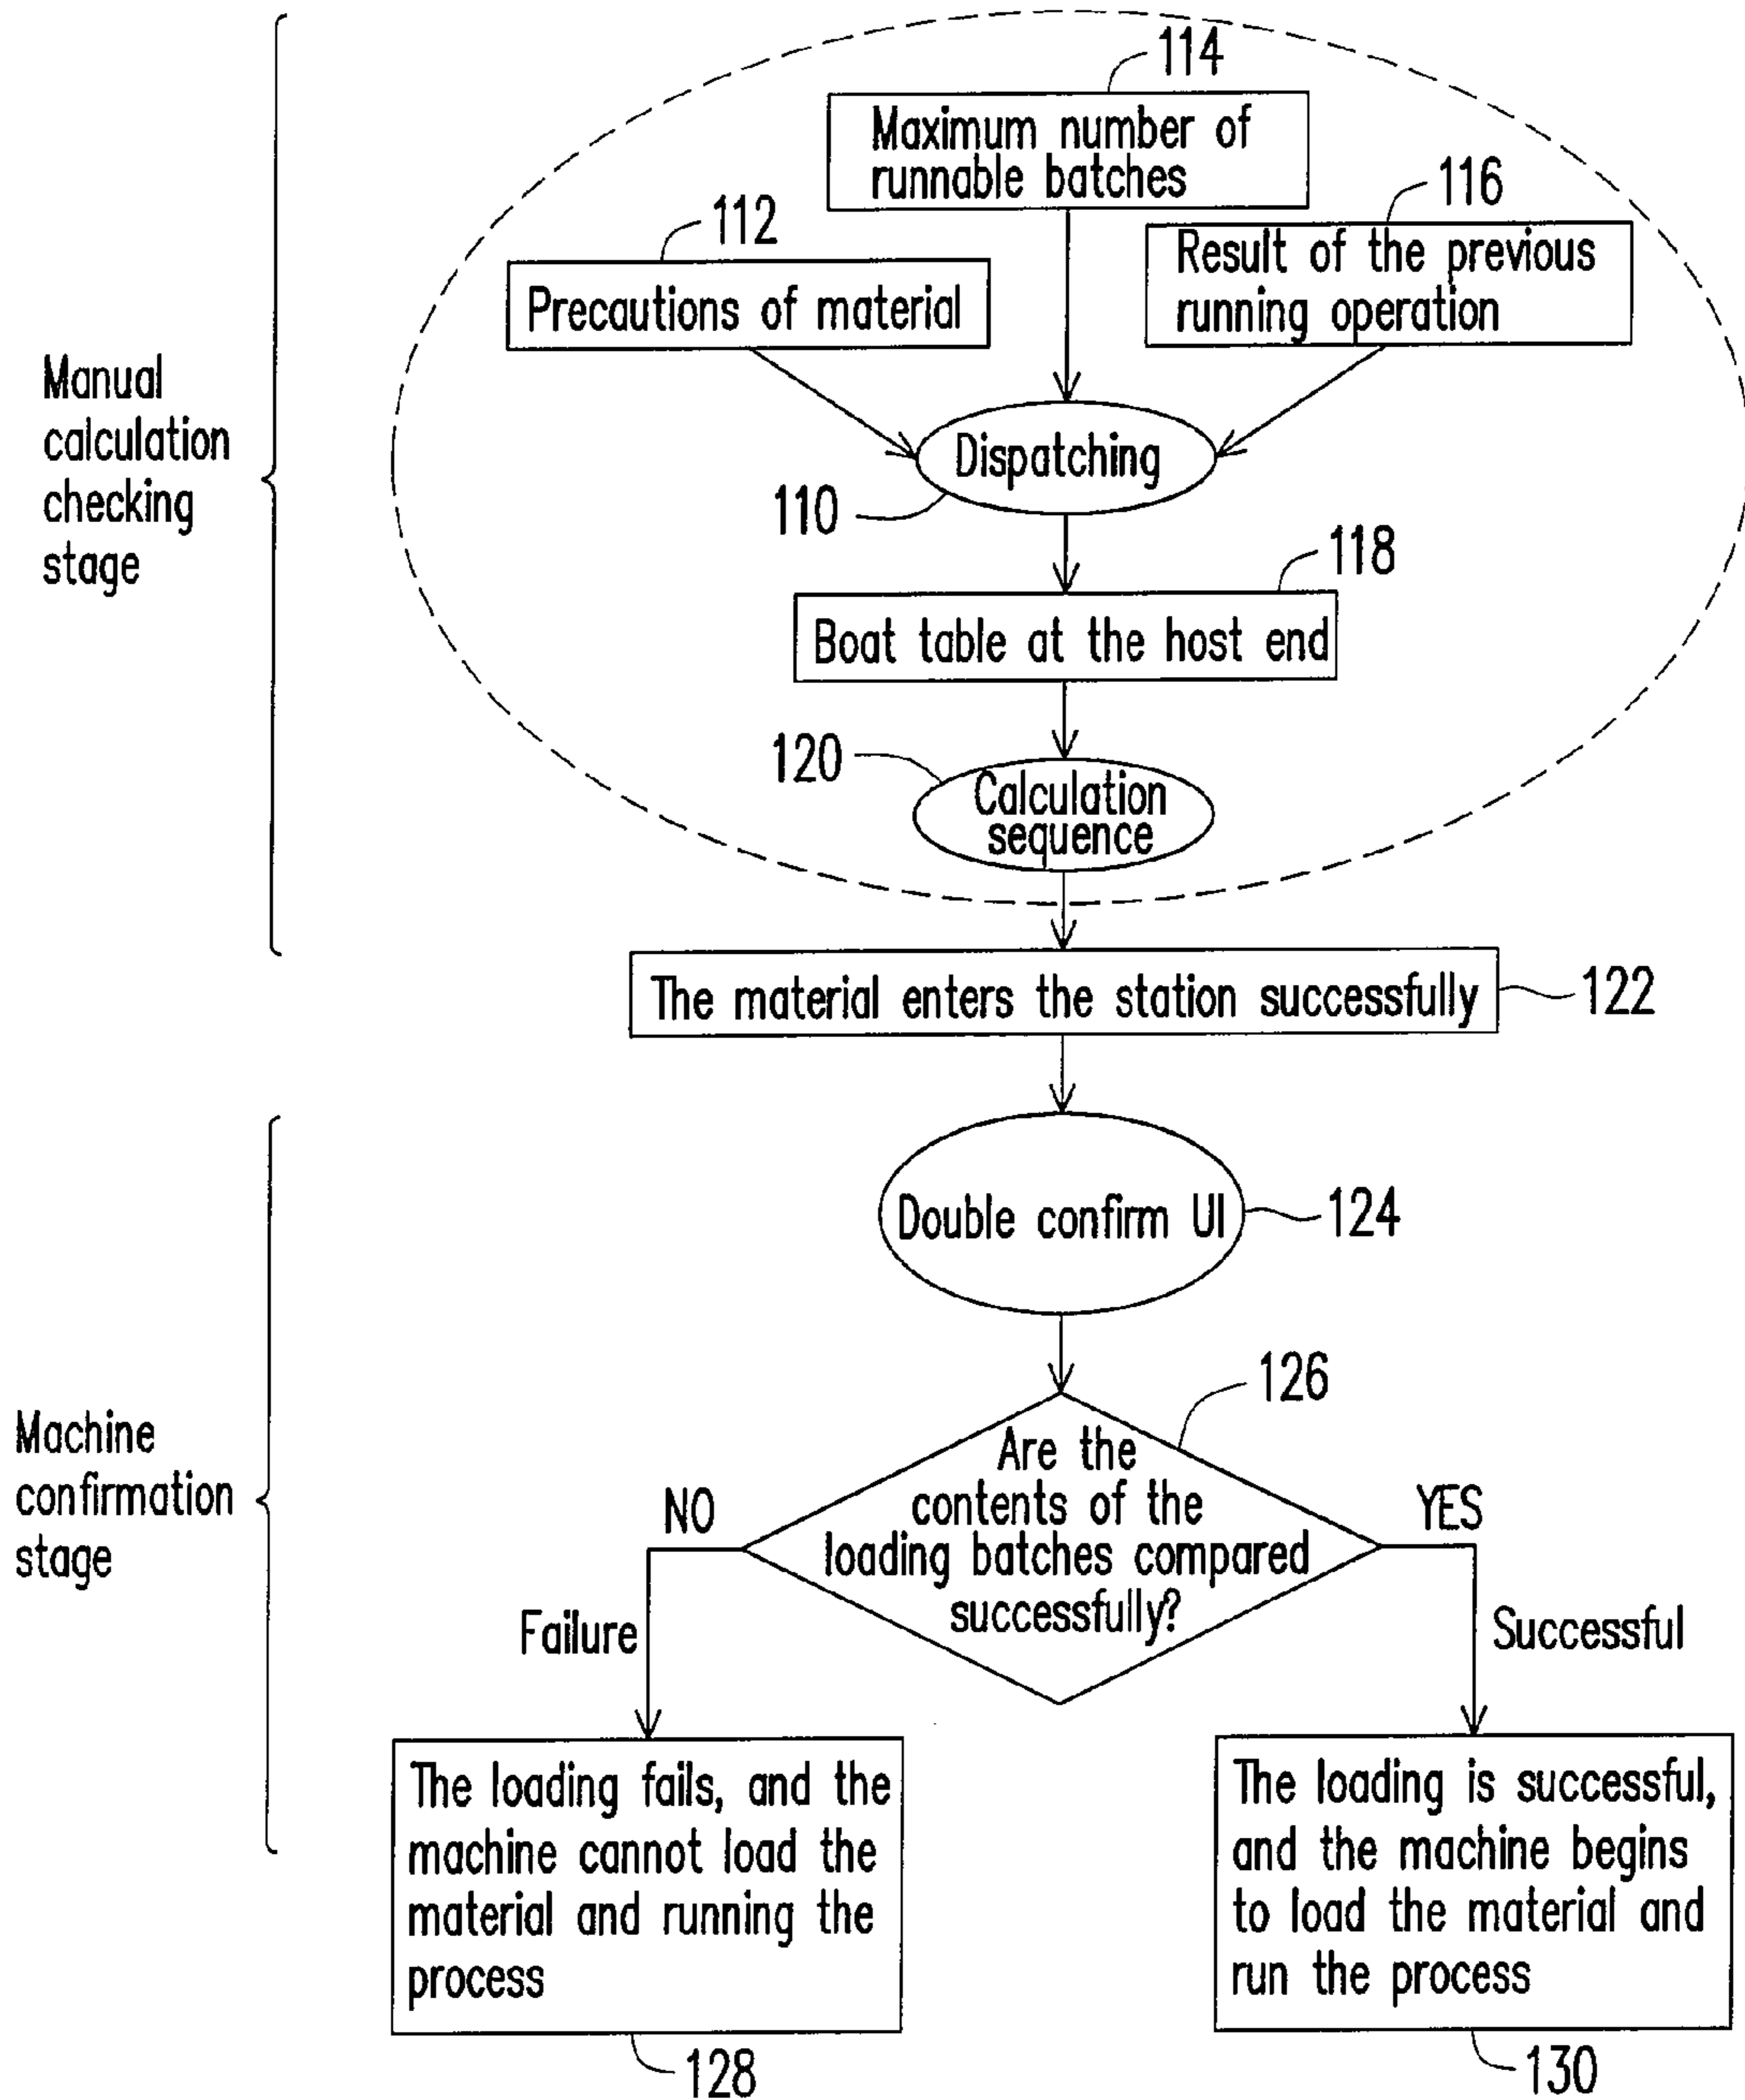 114
Maximum number of
runnable batches
116
Result of the previous
running operation
112
Precautions of material
Manual
calculation
checking
stage
Dispatching
110
118
Boat table at the host end
120
Calculation
sequence
The material enters the station successfully
122
Double confirm UI
124
126
Are the
contents of the
loading batches compared
successfully?
NO
YES
Failure
Successful
Machine
confirmation
stage
The loading fails, and the
machine cannot load the
material and running the
process
128
The loading is successful,
and the machine begins
to load the material and
run the process
130